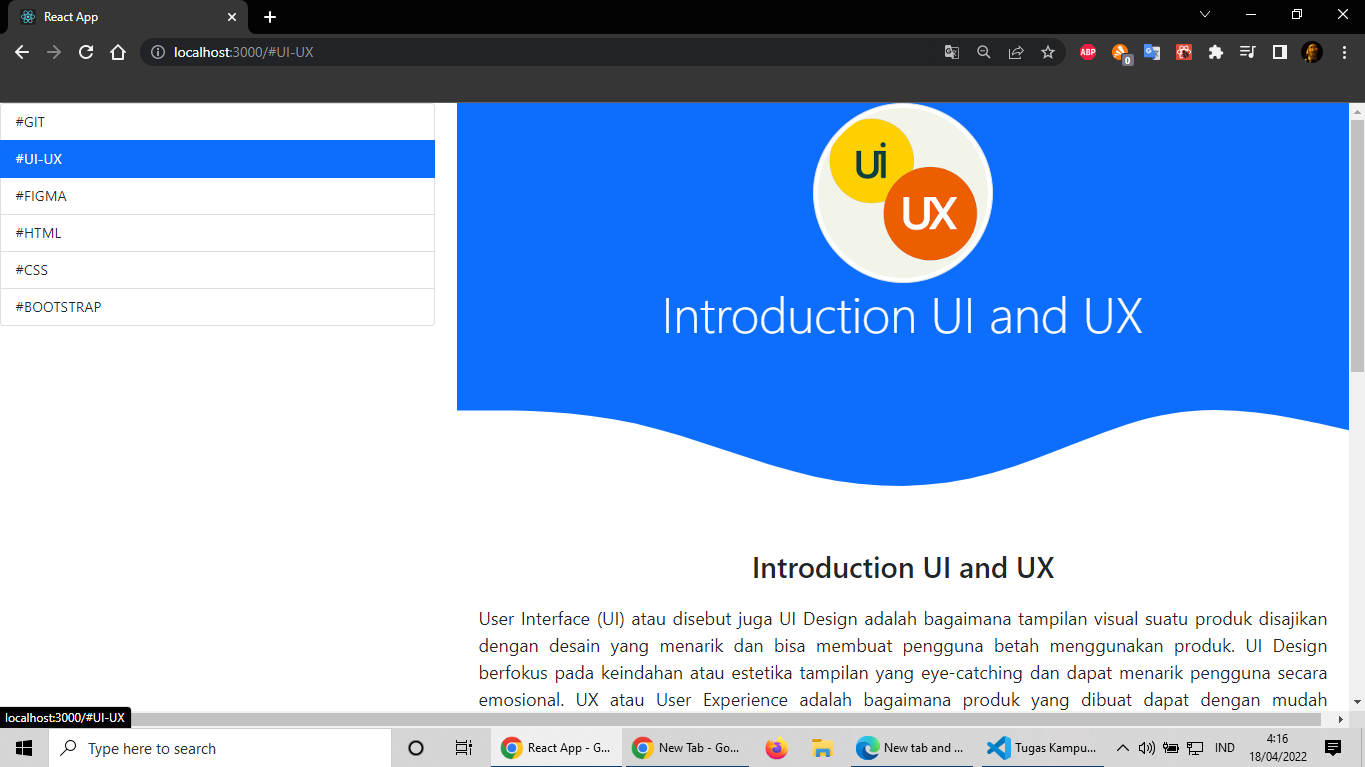 React App
localhost:3000/#UI-UX
ABP
0
#GIT
#UI-UX
#FIGMA
#HTML
#CSS
#BOOTSTRAP
Ui
UX
Introduction UI and UX
Introduction UI and UX
User Interface (UI) atau disebut juga UI Design adalah bagaimana tampilan visual suatu produk disajikan
dengan desain yang menarik dan bisa membuat pengguna betah menggunakan produk. UI Design
berfokus pada keindahan atau estetika tampilan yang eye-catching dan dapat menarik pengguna secara
emosional. UX atau User Experience adalah bagaimana produk yang dibuat dapat dengan mudah
localhost:3000/#UI-UX
Type here to search
React App - G...
New Tab - Go...
New tab and ...
Tugas Kampu...
IND
4:16
18/04/2022